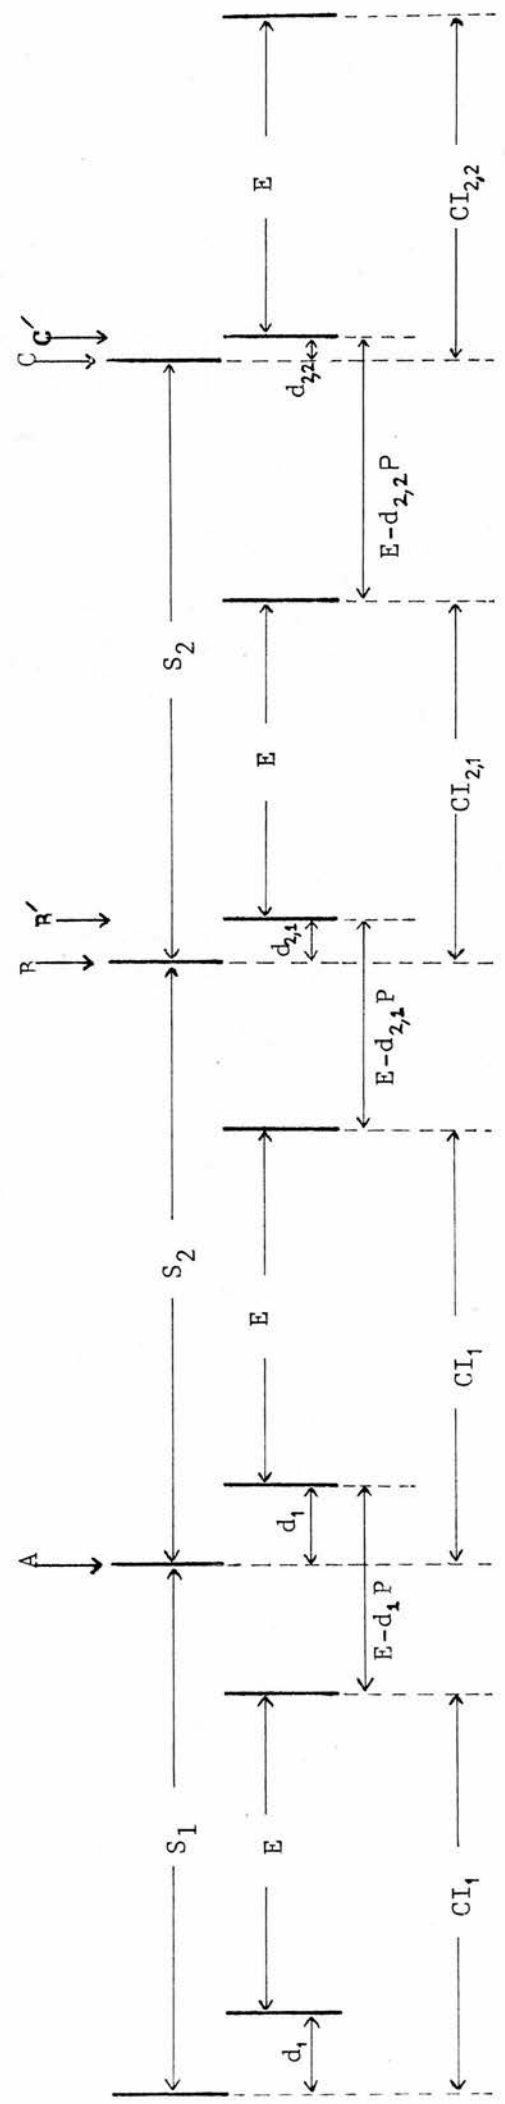 A B B´ C C´
S₁ S₂ S₂
d₁ E d₁ E d₂,₁ E d₂,₂ E
E-d₁P E-d₂,₁P E-d₂,₂P
CI₁ CI₁ CI₂,₁ CI₂,₂